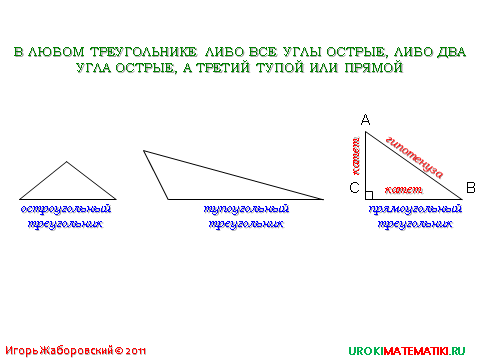 В ЛЮБОМ ТРЕУГОЛЬНИКЕ ЛИБО ВСЕ УГЛЫ ОСТРЫЕ, ЛИБО ДВА
УГЛА ОСТРЫЕ, А ТРЕТИЙ ТУПОЙ ИЛИ ПРЯМОЙ
остроугольный
треугольник
тупоугольный
треугольник
A
катет
гипотенуза
C
катет
B
прямоугольный
треугольник
Игорь Жаборовский © 2011
UROKIMATEMATIKI.RU